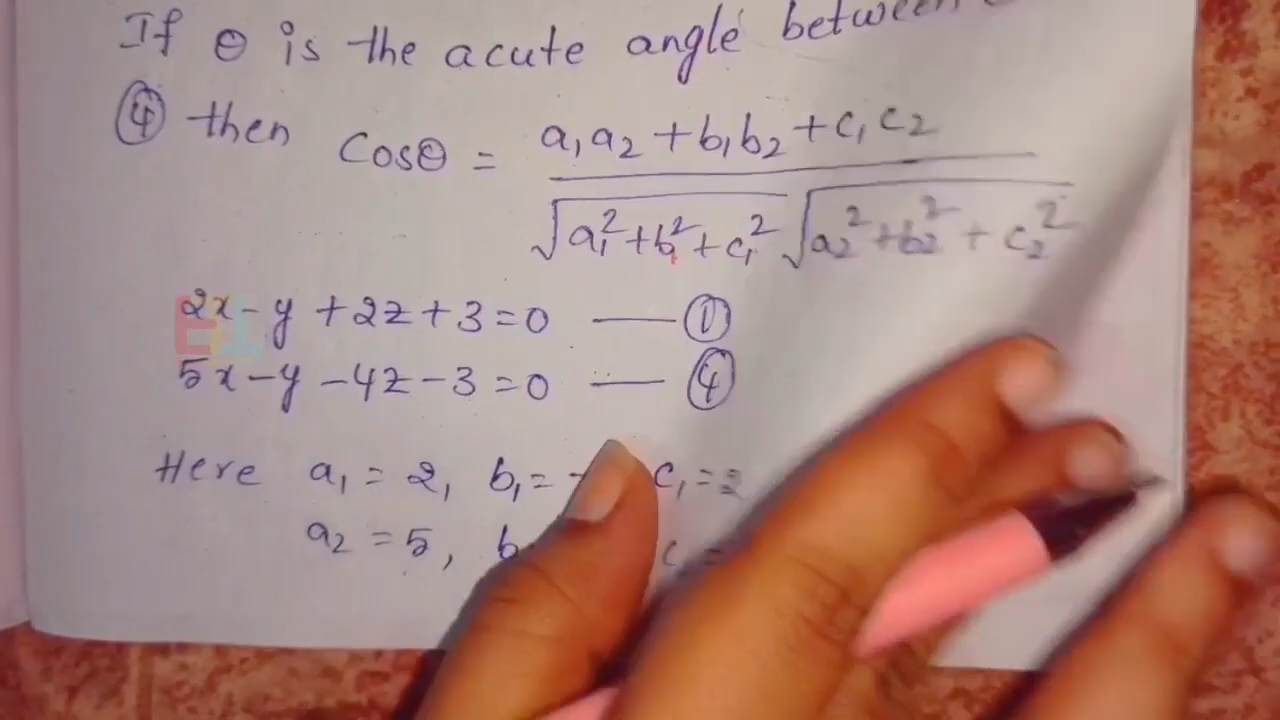 If θ is the acute angle between
④ then Cosθ = a₁a₂ + b₁b₂ + c₁c₂
√a₁² + b₁² + c₁² √a₂² + b₂² + c₂²
2x - y + 2z + 3 = 0 — ①
5x - y - 4z - 3 = 0 — ④
Here a₁ = 2, b₁ = c₁ = 2
a₂ = 5,